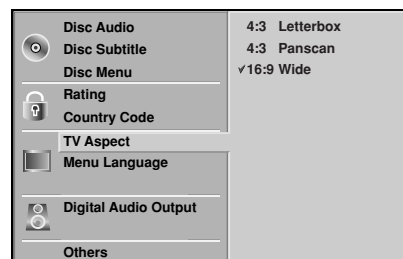 Disc Audio
Disc Subtitle
Disc Menu
Rating
Country Code
TV Aspect
Menu Language
Digital Audio Output
Others
4:3 Letterbox
4:3 Panscan
✓16:9 Wide